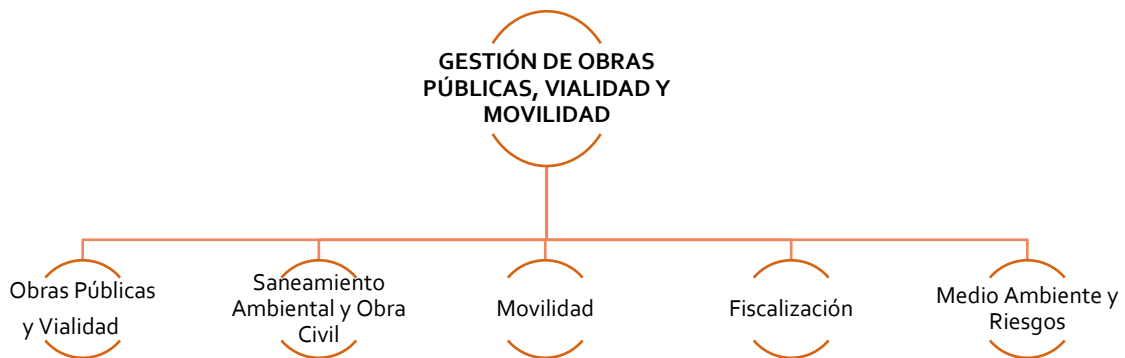 GESTIÓN DE OBRAS
PÚBLICAS, VIALIDAD Y
MOVILIDAD
Obras Públicas
y Vialidad
Saneamiento
Ambiental y Obra
Civil
Movilidad
Fiscalización
Medio Ambiente y
Riesgos